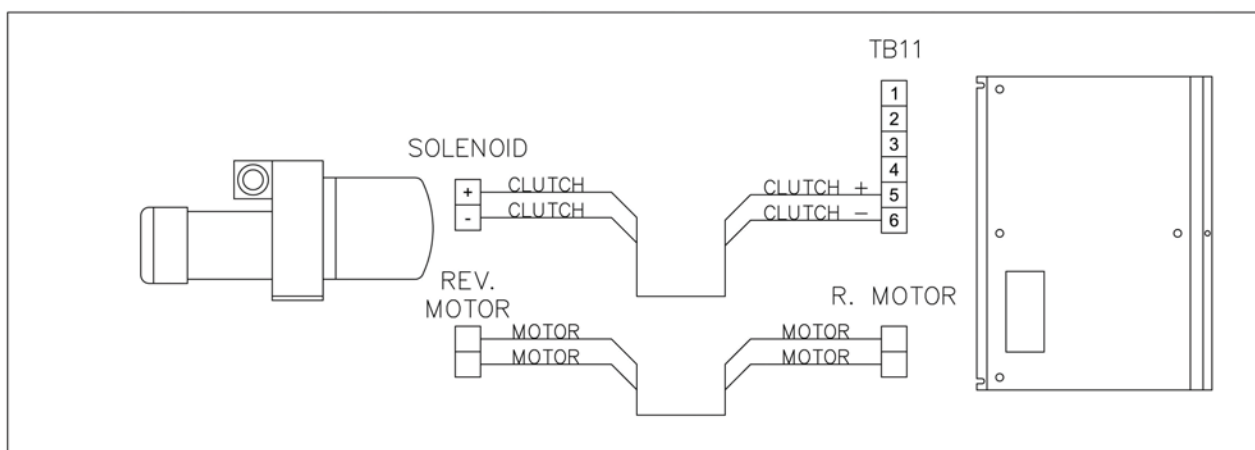 TB11
1
2
3
4
5
6
SOLENOID
+ CLUTCH
- CLUTCH
CLUTCH +
CLUTCH –
REV.
MOTOR
MOTOR
MOTOR
R. MOTOR
MOTOR
MOTOR